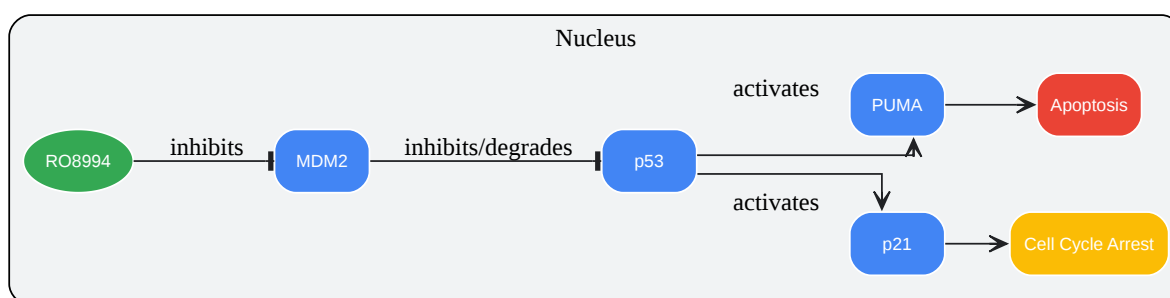 Nucleus
activates
PUMA
Apoptosis
RO8994
inhibits
MDM2
inhibits/degrades
p53
activates
p21
Cell Cycle Arrest